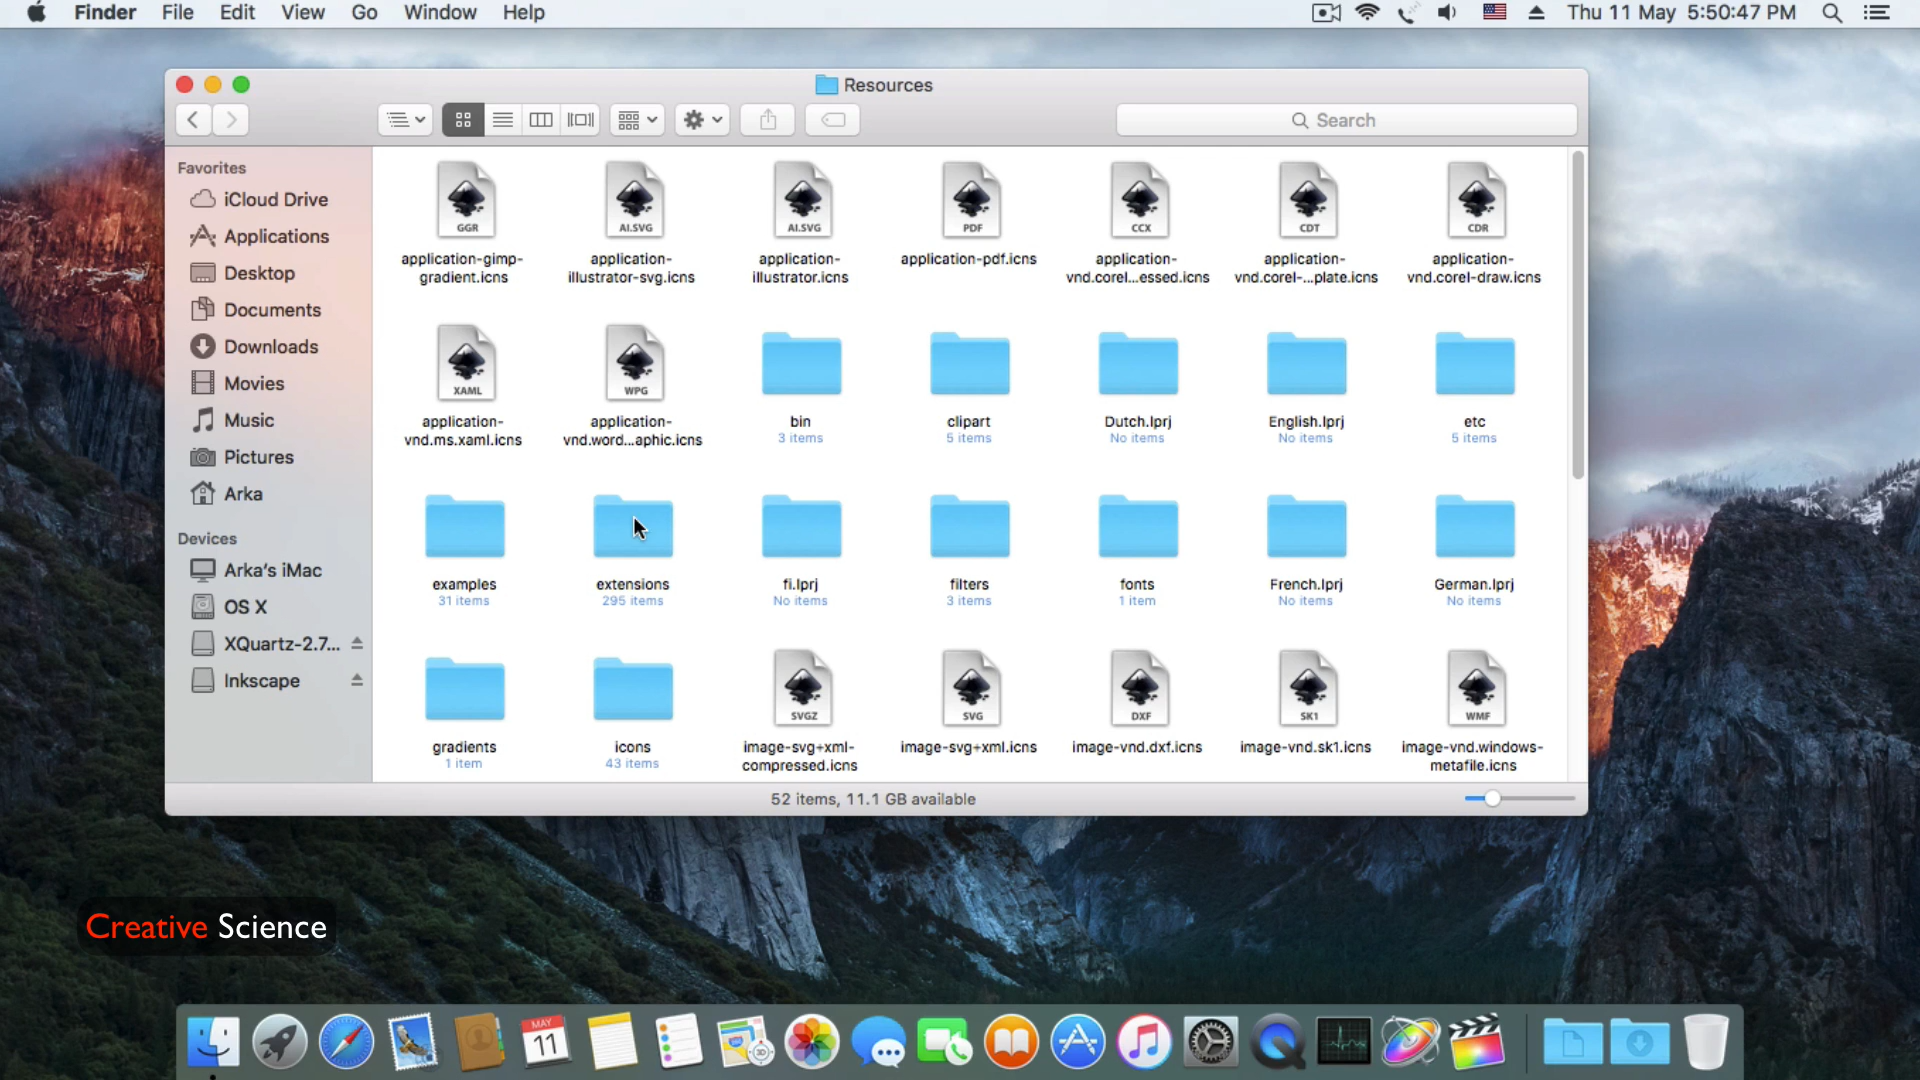 Finder File Edit View Go Window Help Thu 11 May 5:50:47 PM
Resources
Search
Favorites
iCloud Drive
Applications
Desktop
Documents
Downloads
Movies
Music
Pictures
Arka
Devices
Arka's iMac
OS X
XQuartz-2.7...
Inkscape
GGR AI.SVG AI.SVG PDF CCX CDT CDR
application-gimp-gradient.icns
application-illustrator-svg.icns
application-illustrator.icns
application-pdf.icns
application-vnd.corel...essed.icns
application-vnd.corel-...plate.icns
application-vnd.corel-draw.icns
XAML WPG
application-vnd.ms.xaml.icns
application-vnd.word...aphic.icns
bin
3 items
clipart
5 items
Dutch.lprj
No items
English.lprj
No items
etc
5 items
examples
31 items
extensions
295 items
fi.lprj
No items
filters
3 items
fonts
1 item
French.lprj
No items
German.lprj
No items
gradients
1 item
icons
43 items
SVGZ SVG DXF SK1 WMF
image-svg+xml-compressed.icns
image-svg+xml.icns
image-vnd.dxf.icns
image-vnd.sk1.icns
image-vnd.windows-metafile.icns
52 items, 11.1 GB available
Creative Science
MAY
11
3D